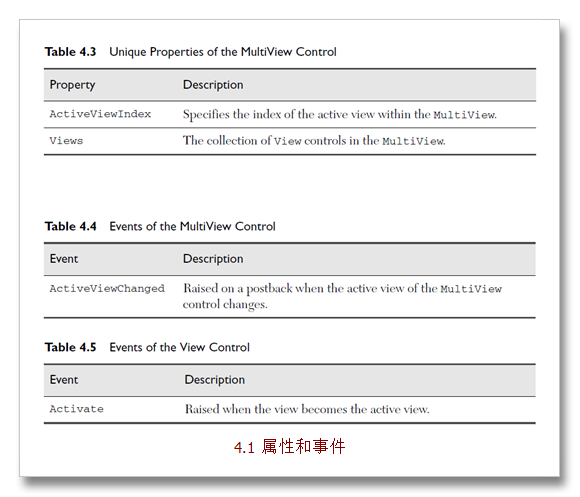 Table 4.3 Unique Properties of the MultiView Control
Property Description
ActiveViewIndex Specifies the index of the active view within the MultiView.
Views The collection of View controls in the MultiView.
Table 4.4 Events of the MultiView Control
Event Description
ActiveViewChanged Raised on a postback when the active view of the MultiView
control changes.
Table 4.5 Events of the View Control
Event Description
Activate Raised when the view becomes the active view.
4.1 属性和事件